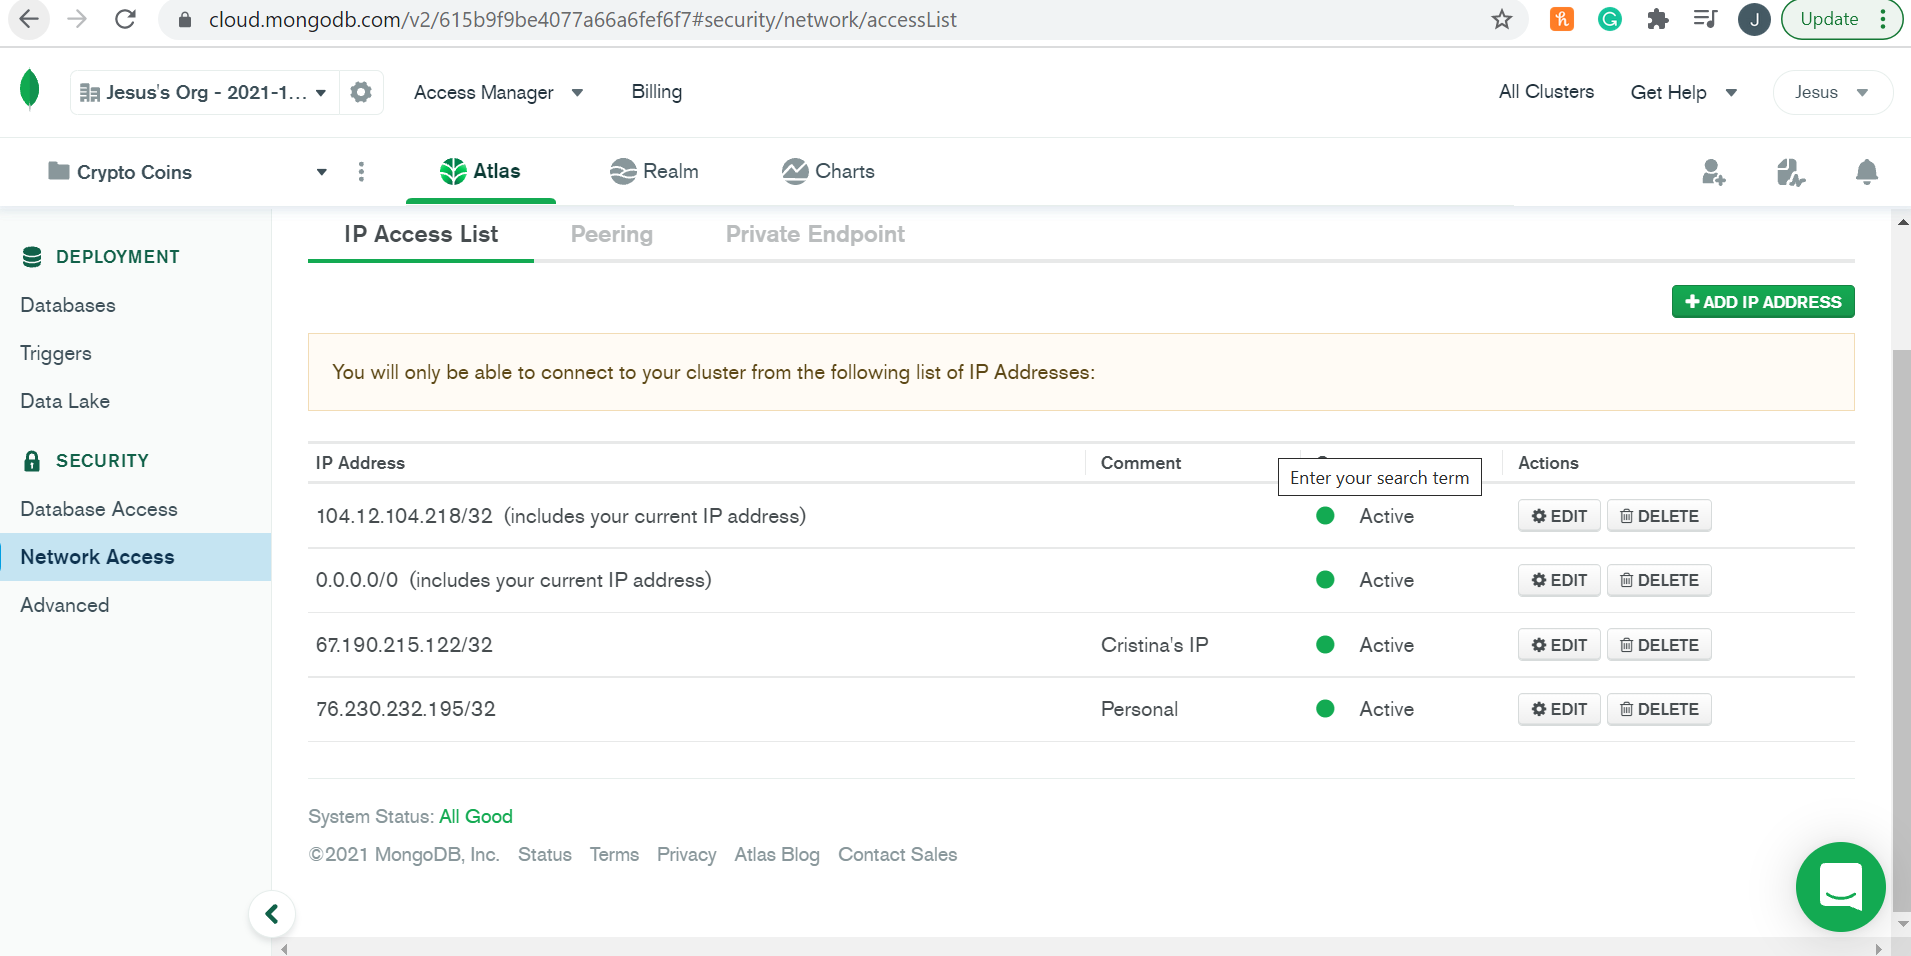 cloud.mongodb.com/v2/615b9f9be4077a66a6fef6f7#security/network/accessList
J
Update
Jesus's Org - 2021-1...
Access Manager
Billing
All Clusters
Get Help
Jesus
Crypto Coins
Atlas
Realm
Charts
DEPLOYMENT
Databases
Triggers
Data Lake
SECURITY
Database Access
Network Access
Advanced
IP Access List
Peering
Private Endpoint
ADD IP ADDRESS
You will only be able to connect to your cluster from the following list of IP Addresses:
IP Address Comment Actions
Enter your search term
104.12.104.218/32 (includes your current IP address) Active EDIT DELETE
0.0.0.0/0 (includes your current IP address) Active EDIT DELETE
67.190.215.122/32 Cristina's IP Active EDIT DELETE
76.230.232.195/32 Personal Active EDIT DELETE
System Status: All Good
©2021 MongoDB, Inc. Status Terms Privacy Atlas Blog Contact Sales